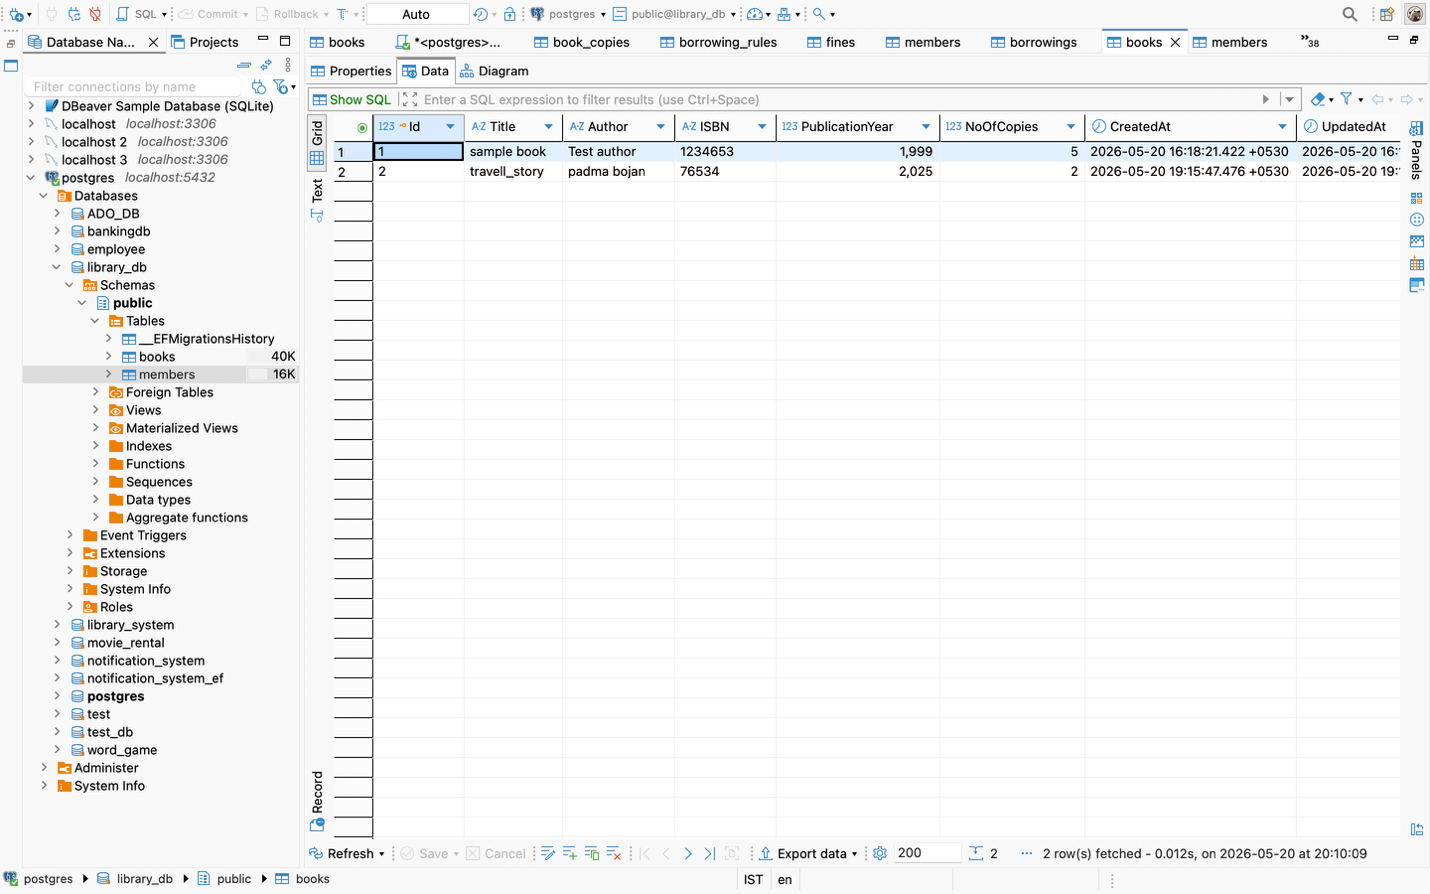 SQL Commit Rollback T Auto postgres public@library_db
Database Na... Projects
books *<postgres>... book_copies borrowing_rules fines members borrowings books members »38
Properties Data Diagram
Filter connections by name
Show SQL Enter a SQL expression to filter results (use Ctrl+Space)
DBeaver Sample Database (SQLite)
localhost localhost:3306
localhost 2 localhost:3306
localhost 3 localhost:3306
postgres localhost:5432
Databases
ADO_DB
bankingdb
employee
library_db
Schemas
public
Tables
__EFMigrationsHistory
books 40K
members 16K
Foreign Tables
Views
Materialized Views
Indexes
Functions
Sequences
Data types
Aggregate functions
Event Triggers
Extensions
Storage
System Info
Roles
library_system
movie_rental
notification_system
notification_system_ef
postgres
test
test_db
word_game
Administer
System Info
Grid
Text
Record
123 Id A-Z Title A-Z Author A-Z ISBN 123 PublicationYear 123 NoOfCopies CreatedAt UpdatedAt
1 1 sample book Test author 1234653 1,999 5 2026-05-20 16:18:21.422 +0530 2026-05-20 16:
2 2 travell_story padma bojan 76534 2,025 2 2026-05-20 19:15:47.476 +0530 2026-05-20 19:
Panels
Refresh Save Cancel Export data 200 2 ··· 2 row(s) fetched - 0.012s, on 2026-05-20 at 20:10:09
postgres library_db public books IST en